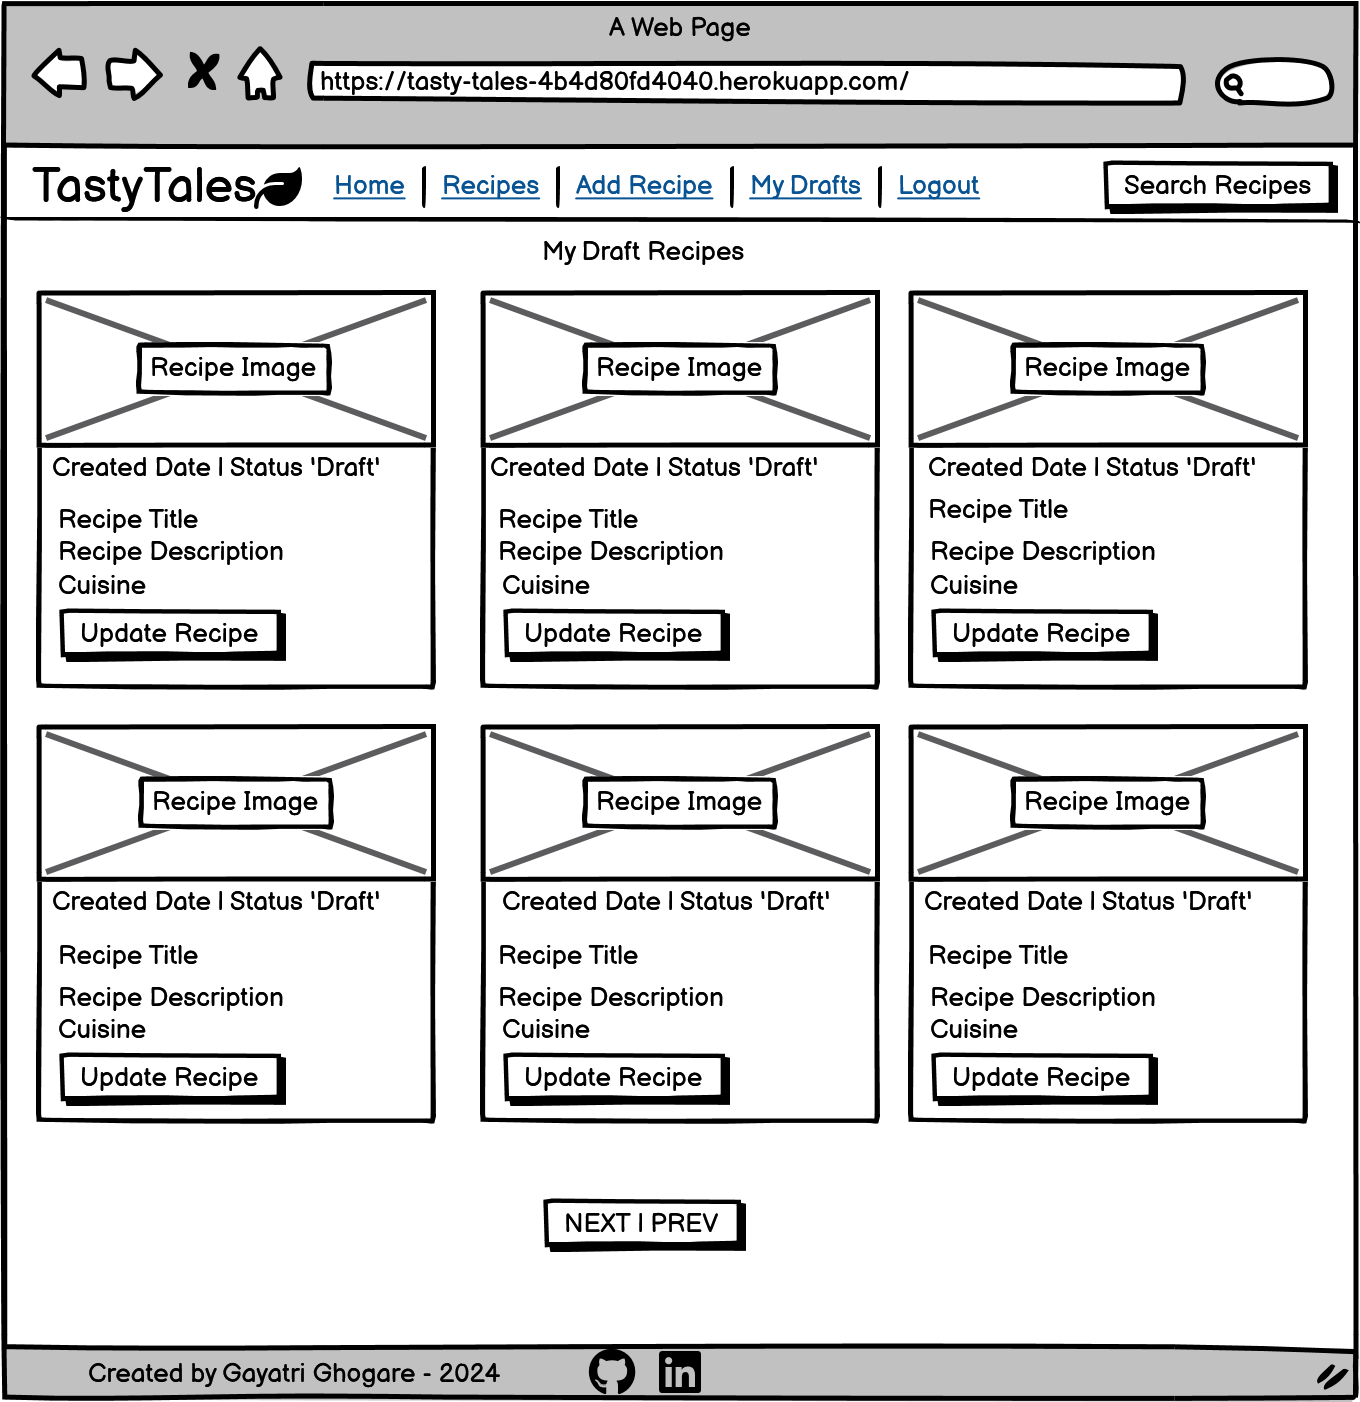 A Web Page
https://tasty-tales-4b4d80fd4040.herokuapp.com/
TastyTales Home | Recipes | Add Recipe | My Drafts | Logout Search Recipes
My Draft Recipes
Recipe Image Recipe Image Recipe Image
Created Date | Status 'Draft' Created Date | Status 'Draft' Created Date | Status 'Draft'
Recipe Title Recipe Title Recipe Title
Recipe Description Recipe Description Recipe Description
Cuisine Cuisine Cuisine
Update Recipe Update Recipe Update Recipe
Recipe Image Recipe Image Recipe Image
Created Date | Status 'Draft' Created Date | Status 'Draft' Created Date | Status 'Draft'
Recipe Title Recipe Title Recipe Title
Recipe Description Recipe Description Recipe Description
Cuisine Cuisine Cuisine
Update Recipe Update Recipe Update Recipe
NEXT | PREV
Created by Gayatri Ghogare - 2024 in